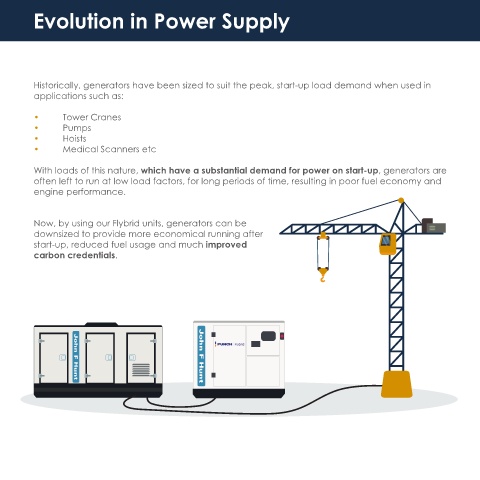 Evolution in Power Supply
Historically, generators have been sized to suit the peak, start-up load demand when used in
applications such as:
• Tower Cranes
• Pumps
• Hoists
• Medical Scanners etc
With loads of this nature, which have a substantial demand for power on start-up, generators are
often left to run at low load factors, for long periods of time, resulting in poor fuel economy and
engine performance.
Now, by using our Flybrid units, generators can be
downsized to provide more economical running after
start-up, reduced fuel usage and much improved
carbon credentials.
John F Hunt
John F Hunt
PUNCH